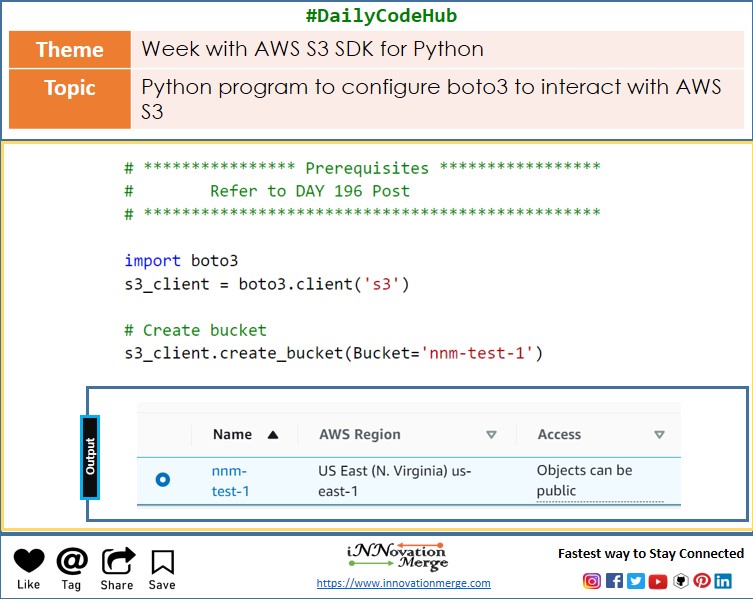 #DailyCodeHub
Theme
Week with AWS S3 SDK for Python
Topic
Python program to configure boto3 to interact with AWS
S3
# **************** Prerequisites *****************
# Refer to DAY 196 Post
# ************************************************
import boto3
s3_client = boto3.client('s3')
# Create bucket
s3_client.create_bucket(Bucket='nnm-test-1')
Output
Name ▲ AWS Region ▽ Access ▽
nnm-
test-1
US East (N. Virginia) us-
east-1
Objects can be
public
Like
Tag
Share
Save
iNNovation
Merge
https://www.innovationmerge.com
Fastest way to Stay Connected